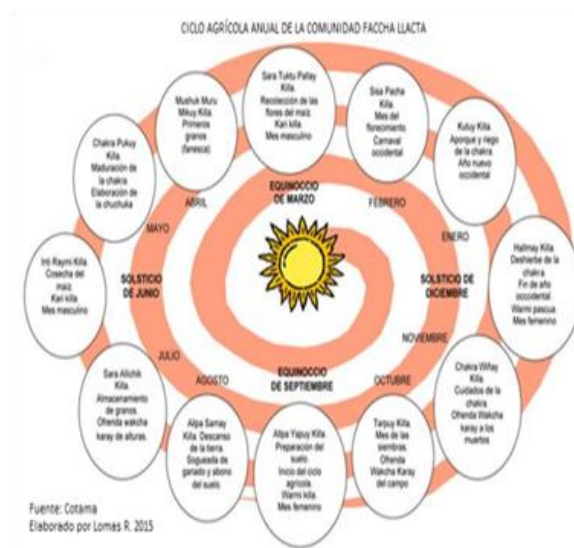 CICLO AGRÍCOLA ANUAL DE LA COMUNIDAD FACCHA LLACTA
Sara Tuktu Pallay
Killa.
Recolección de las
flores del maíz.
Kari killa.
Mes masculino
Sisa Pacha
Killa.
Mes del
florecimiento
Carnaval
occidental
Kutuy Killa.
Aporque y riego
de la chakra.
Año nuevo
occidental
Hallmay Killa.
Deshierbe de la
chakra.
Fin de año
occcidental.
Warmi pascua.
Mes femenino
Chakra Wiñay
Killa.
Cuidados de la
chakra
Ofrenda Wakcha
karay a los
muertos
Tarpuy Killa.
Mes de las
siembras.
Ofrenda
Wakcha Karay
del campo
Allpa Yapuy Killa.
Preparación del
suelo.
Inicio del ciclo
agrícola.
Warmi killa.
Mes femenino
Allpa Samay
Killa. Descanso
de la tierra.
Sogueada de
ganado y abono
del suelo.
Sara Allichik
Killa.
Almacenamiento
de granos.
Ofrenda wakcha
karay de alturas.
Inti Raymi Killa.
Cosecha del
maíz.
Kari killa
Mes masculino
Chakra Pukuy
Killa.
Maduración de
la chakra.
Elaboración de
la chuchuka
Mushuk Muru
Mikuy Killa.
Primeros
granos
(fanesca)
EQUINOCCIO
DE MARZO
FEBRERO
ENERO
SOLSTICIO DE
DICIEMBRE
NOVIEMBRE
OCTUBRE
EQUINOCCIO
DE SEPTIEMBRE
AGOSTO
JULIO
SOLSTICIO
DE JUNIO
MAYO
ABRIL
Fuente: Cotama
Elaborado por Lomas R. 2015